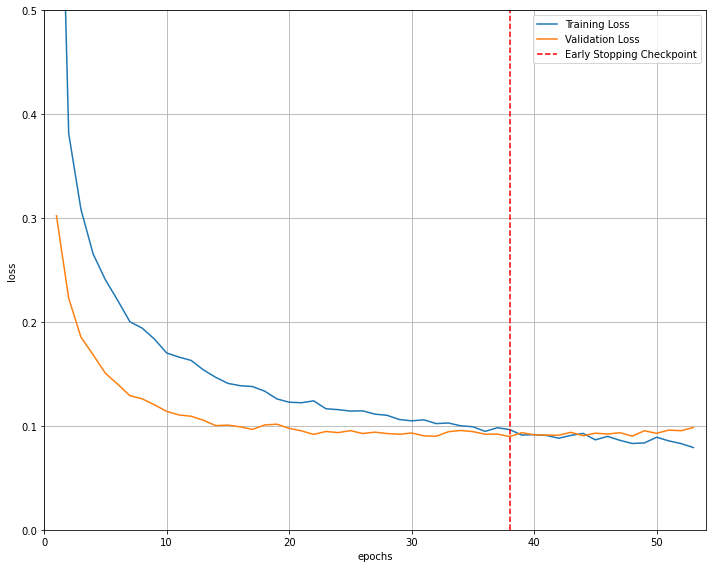 Training Loss
Validation Loss
Early Stopping Checkpoint
0.5
0.4
0.3
0.2
0.1
0.0
loss
0 10 20 30 40 50
epochs